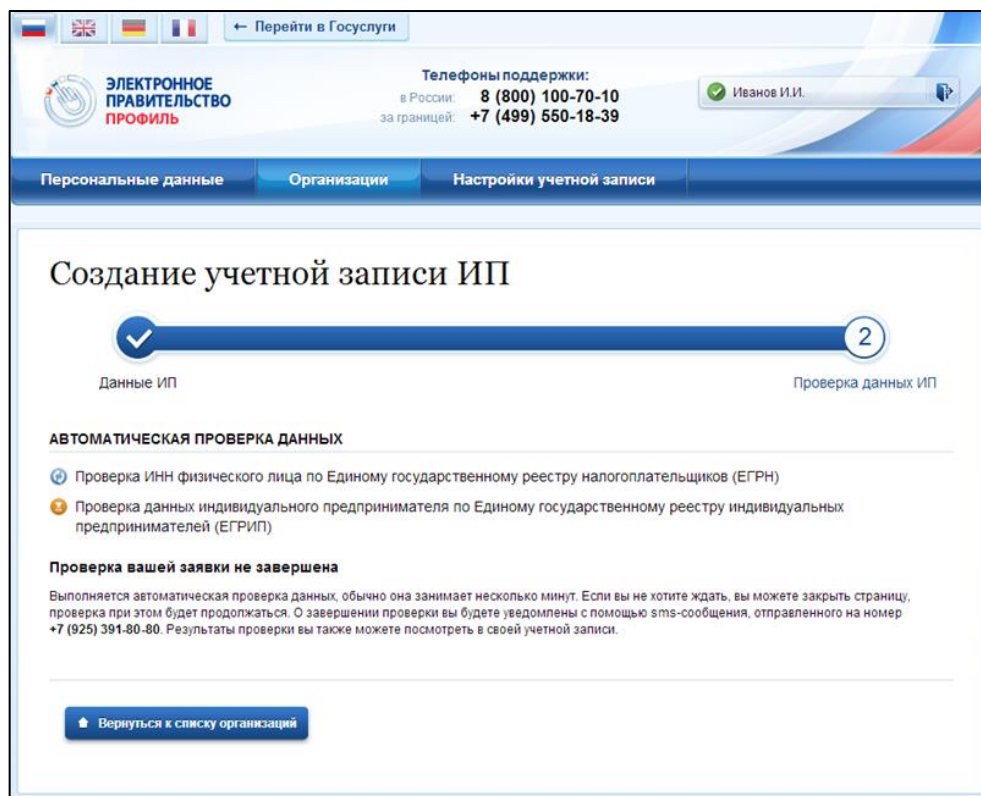 ← Перейти в Госуслуги
ЭЛЕКТРОННОЕ
ПРАВИТЕЛЬСТВО
ПРОФИЛЬ
Телефоны поддержки:
в России: 8 (800) 100-70-10
за границей: +7 (499) 550-18-39
Иванов И.И.
Персональные данные Организации Настройки учетной записи
Создание учетной записи ИП
2
Данные ИП Проверка данных ИП
АВТОМАТИЧЕСКАЯ ПРОВЕРКА ДАННЫХ
Проверка ИНН физического лица по Единому государственному реестру налогоплательщиков (ЕГРН)
Проверка данных индивидуального предпринимателя по Единому государственному реестру индивидуальных
предпринимателей (ЕГРИП)
Проверка вашей заявки не завершена
Выполняется автоматическая проверка данных, обычно она занимает несколько минут. Если вы не хотите ждать, вы можете закрыть страницу,
проверка при этом будет продолжаться. О завершении проверки вы будете уведомлены с помощью sms-сообщения, отправленного на номер
+7 (925) 391-80-80. Результаты проверки вы также можете посмотреть в своей учетной записи.
Вернуться к списку организаций